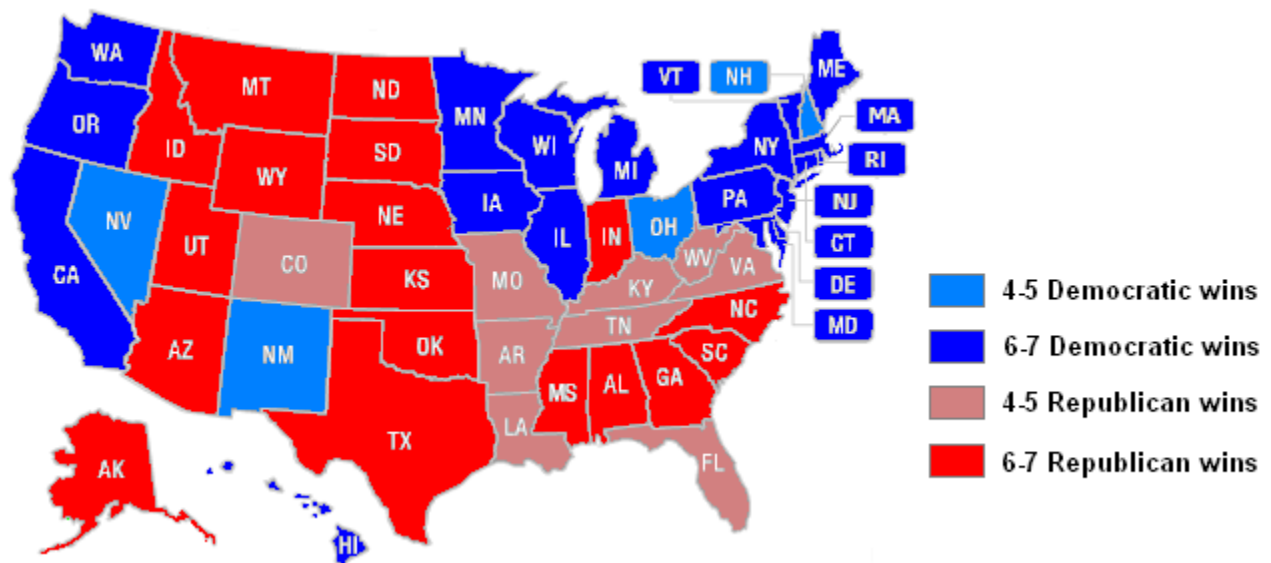 WA
OR
CA
NV
ID
MT
WY
UT
AZ
CO
NM
ND
SD
NE
KS
OK
TX
MN
IA
MO
AR
LA
WI
IL
MI
IN
OH
KY
TN
MS
AL
GA
FL
SC
NC
VA
WV
PA
NY
VT
NH
ME
MA
RI
NJ
CT
DE
MD
AK
HI
4-5 Democratic wins
6-7 Democratic wins
4-5 Republican wins
6-7 Republican wins